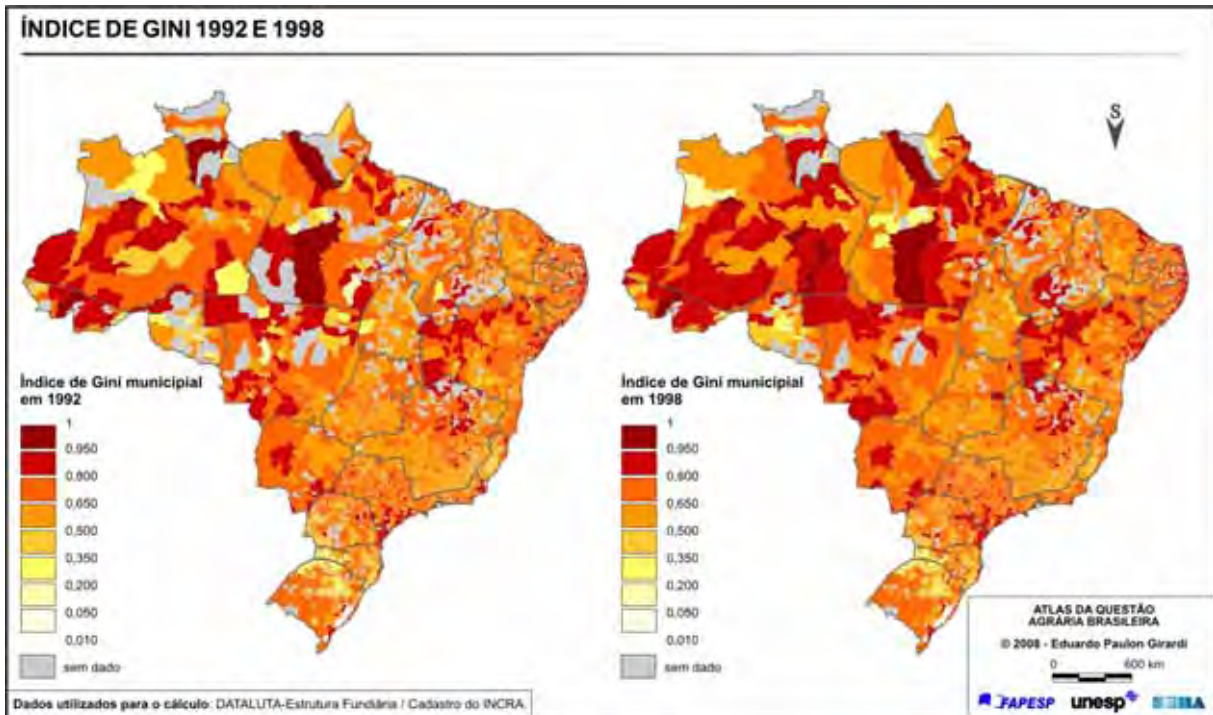 ÍNDICE DE GINI 1992 E 1998
S
Índice de Gini municipial
em 1992
1
0,950
0,800
0,650
0,500
0,350
0,200
0,050
0,010
sem dado
Índice de Gini municipial
em 1998
1
0,950
0,800
0,650
0,500
0,350
0,200
0,050
0,010
sem dado
ATLAS DA QUESTÃO
AGRÁRIA BRASILEIRA
© 2008 - Eduardo Paulon Girardi
0 600 km
FAPESP unesp
Dados utilizados para o cálculo: DATALUTA-Estrutura Fundiária / Cadastro do INCRA.